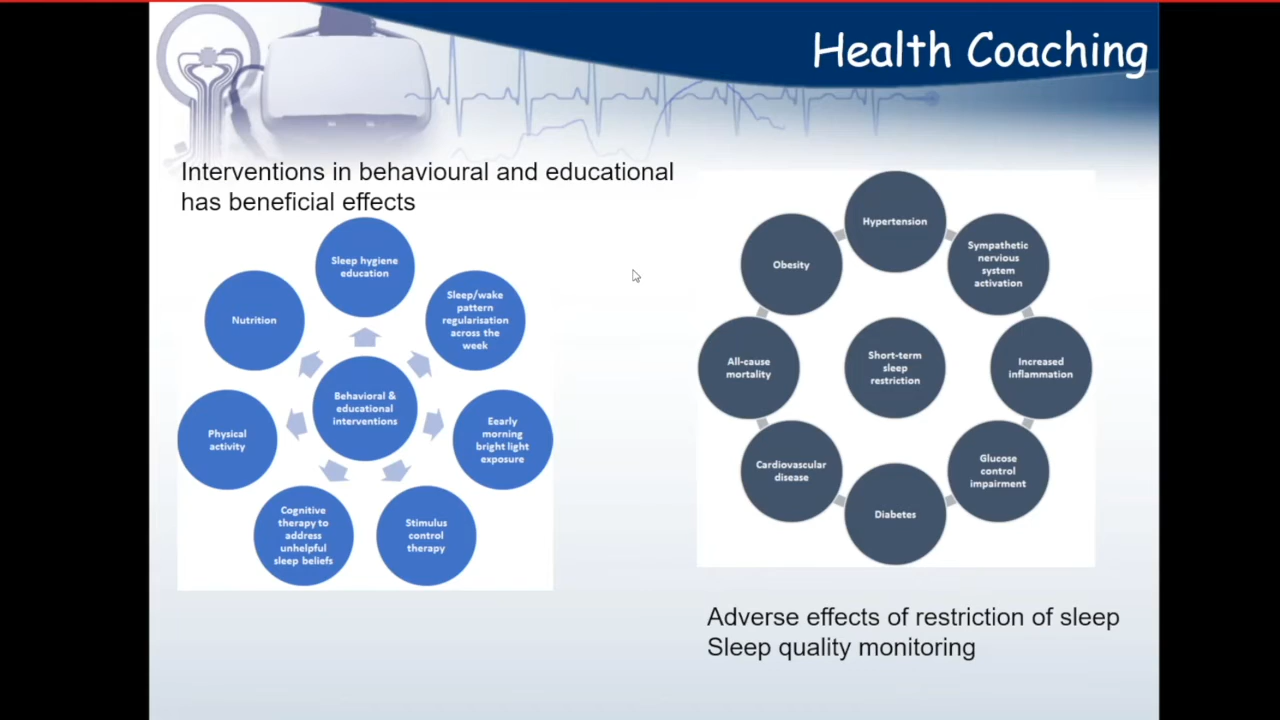 Health Coaching
Interventions in behavioural and educational
has beneficial effects
Sleep hygiene
education
Sleep/wake
pattern
regularisation
across the
week
Eearly
morning
bright light
exposure
Stimulus
control
therapy
Cognitive
therapy to
address
unhelpful
sleep beliefs
Physical
activity
Nutrition
Behavioral &
educational
interventions
Hypertension
Sympathetic
nervous
system
activation
Increased
inflammation
Glucose
control
impairment
Diabetes
Cardiovascular
disease
All-cause
mortality
Obesity
Short-term
sleep
restriction
Adverse effects of restriction of sleep
Sleep quality monitoring